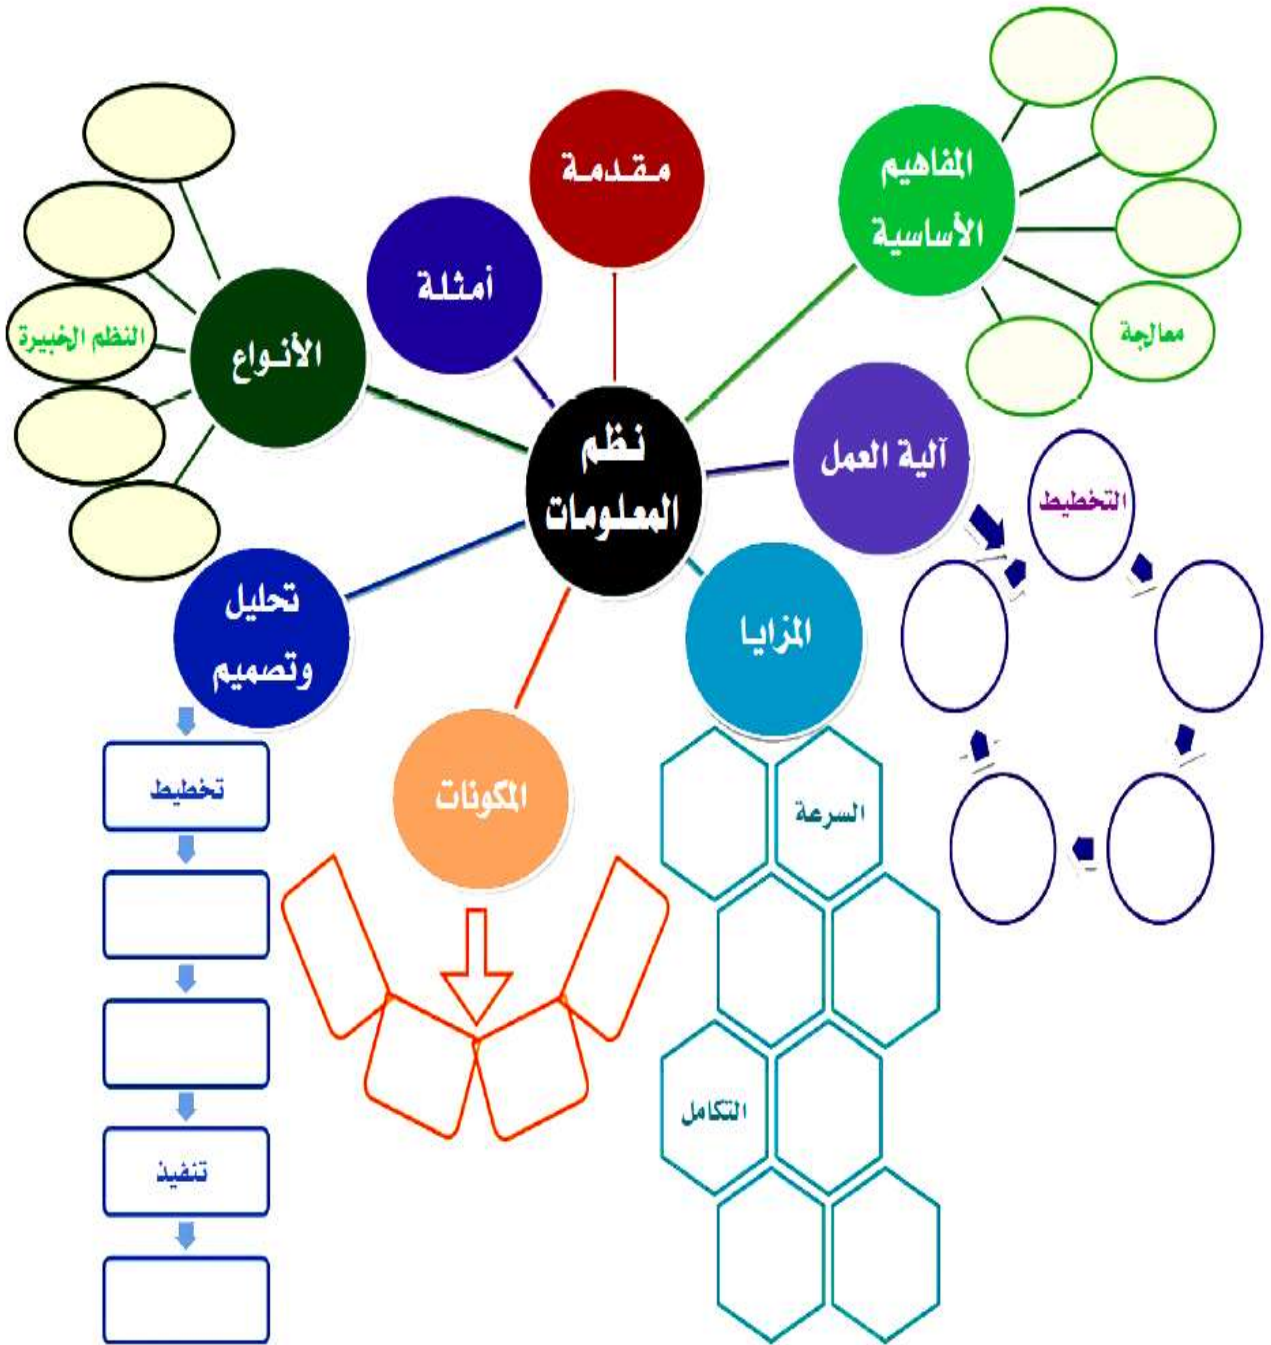 مقدمة
المفاهيم
الأساسية
أمثلة
معالجة
النظم الخبيرة
الأنواع
نظم
المعلومات
آلية العمل
التخطيط
تحليل
وتصميم
المزايا
تخطيط
المكونات
السرعة
التكامل
تنفيذ